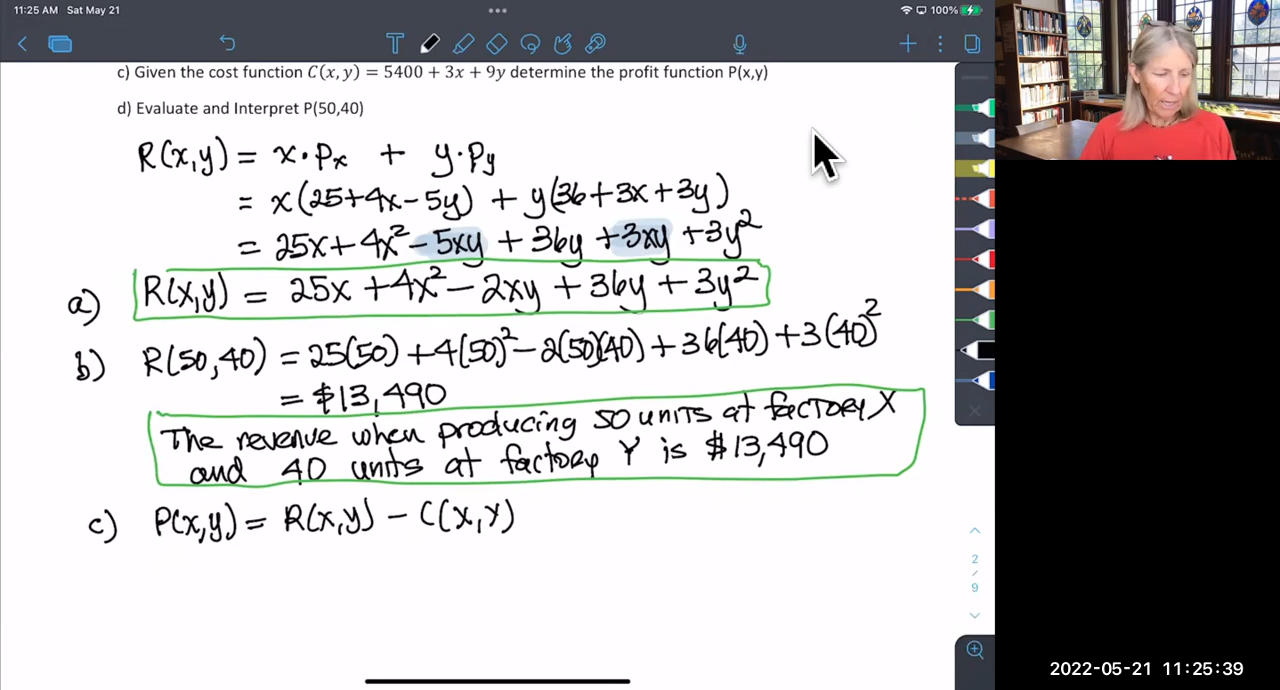 11:25 AM Sat May 21
100%
c) Given the cost function C(x, y) = 5400 + 3x + 9y determine the profit function P(x,y)
d) Evaluate and Interpret P(50,40)
R(x,y) = x·Px + y·Py
= x(25+4x-5y) + y(36+3x+3y)
= 25x+4x²-5xy + 36y +3xy +3y²
a) R(x,y) = 25x +4x²-2xy +36y +3y²
b) R(50,40) = 25(50) +4(50)²-2(50)(40) +36(40) +3(40)²
= $13,490
The revenue when producing 50 units at factory X
and 40 units at factory Y is $13,490
c) P(x,y) = R(x,y) - C(x,y)
2
/
9
2022-05-21 11:25:39